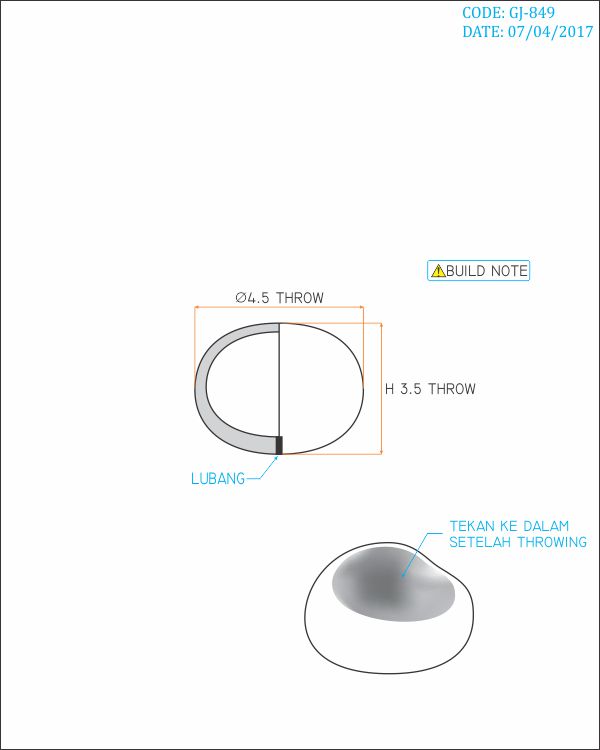 CODE: GJ-849
DATE: 07/04/2017
BUILD NOTE
Ø4.5 THROW
H 3.5 THROW
LUBANG
TEKAN KE DALAM
SETELAH THROWING